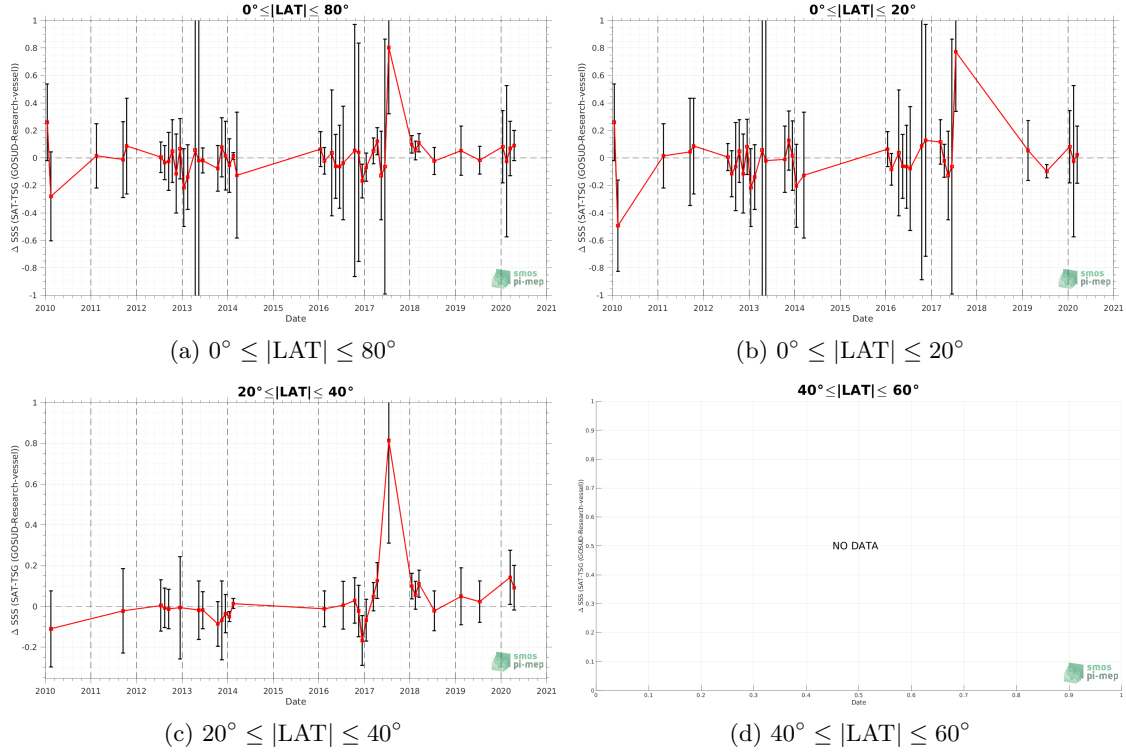 0°≤|LAT|≤ 80°
Δ SSS (SAT-TSG (GOSUD-Research-vessel))
1
0.8
0.6
0.4
0.2
0
-0.2
-0.4
-0.6
-0.8
-1
2010 2011 2012 2013 2014 2015 2016 2017 2018 2019 2020 2021
Date
smos
pi-mep
(a) 0° ≤ |LAT| ≤ 80°
0°≤|LAT|≤ 20°
Δ SSS (SAT-TSG (GOSUD-Research-vessel))
1
0.8
0.6
0.4
0.2
0
-0.2
-0.4
-0.6
-0.8
-1
2010 2011 2012 2013 2014 2015 2016 2017 2018 2019 2020 2021
Date
smos
pi-mep
(b) 0° ≤ |LAT| ≤ 20°
20°≤|LAT|≤ 40°
Δ SSS (SAT-TSG (GOSUD-Research-vessel))
1
0.8
0.6
0.4
0.2
0
-0.2
2010 2011 2012 2013 2014 2015 2016 2017 2018 2019 2020 2021
Date
smos
pi-mep
(c) 20° ≤ |LAT| ≤ 40°
40°≤|LAT|≤ 60°
Δ SSS (SAT-TSG (GOSUD-Research-vessel))
1
0.9
0.8
0.7
0.6
0.5
0.4
0.3
0.2
0.1
0
NO DATA
0 0.1 0.2 0.3 0.4 0.5 0.6 0.7 0.8 0.9 1
Date
smos
pi-mep
(d) 40° ≤ |LAT| ≤ 60°